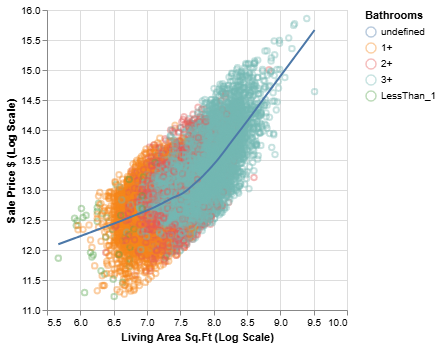 16.0
15.5
15.0
14.5
14.0
13.5
13.0
12.5
12.0
11.5
11.0
Sale Price $ (Log Scale)
5.5 6.0 6.5 7.0 7.5 8.0 8.5 9.0 9.5 10.0
Living Area Sq.Ft (Log Scale)
Bathrooms
undefined
1+
2+
3+
LessThan_1